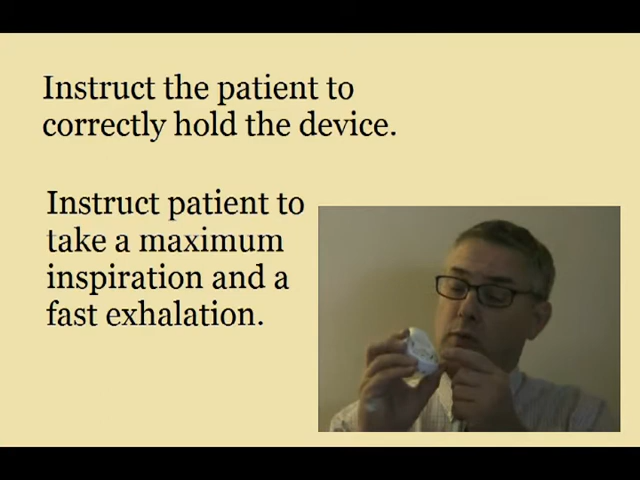 Instruct the patient to
correctly hold the device.
Instruct patient to
take a maximum
inspiration and a
fast exhalation.